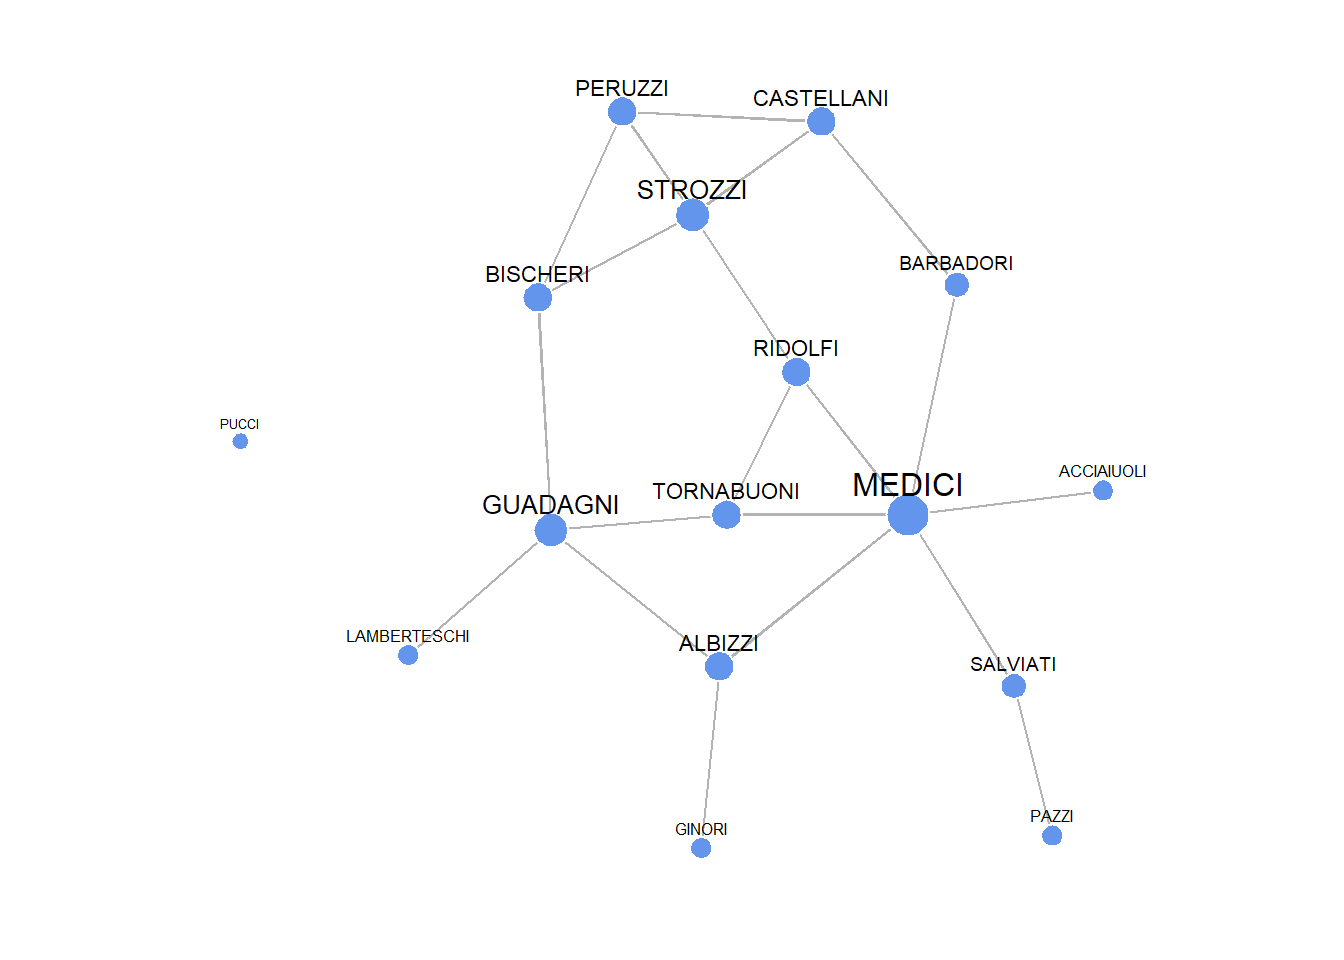 PERUZZI
CASTELLANI
STROZZI
BARBADORI
BISCHERI
RIDOLFI
PUCCI
ACCIAIUOLI
MEDICI
TORNABUONI
GUADAGNI
LAMBERTESCHI
ALBIZZI
SALVIATI
PAZZI
GINORI